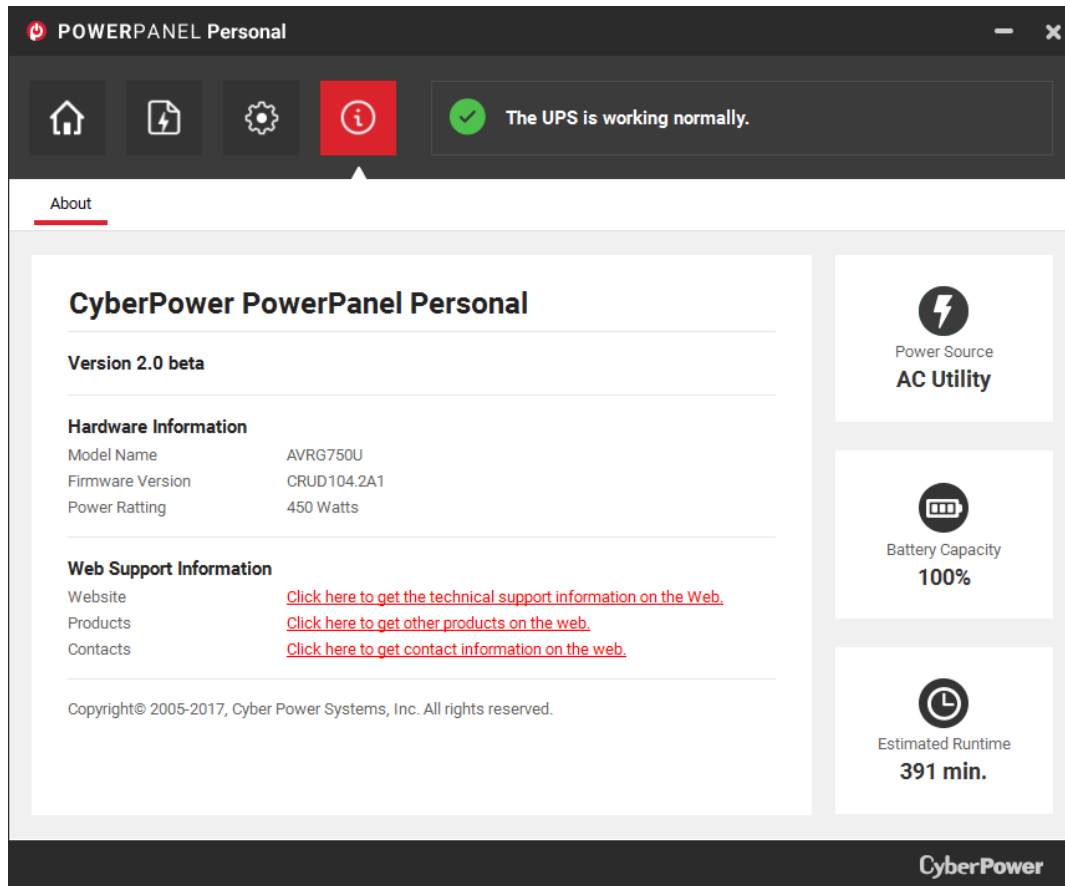 POWERPANEL Personal
The UPS is working normally.
About
CyberPower PowerPanel Personal
Version 2.0 beta
Hardware Information
Model Name AVRG750U
Firmware Version CRUD104.2A1
Power Ratting 450 Watts
Web Support Information
Website Click here to get the technical support information on the Web.
Products Click here to get other products on the web.
Contacts Click here to get contact information on the web.
Copyright© 2005-2017, Cyber Power Systems, Inc. All rights reserved.
Power Source
AC Utility
Battery Capacity
100%
Estimated Runtime
391 min.
CyberPower